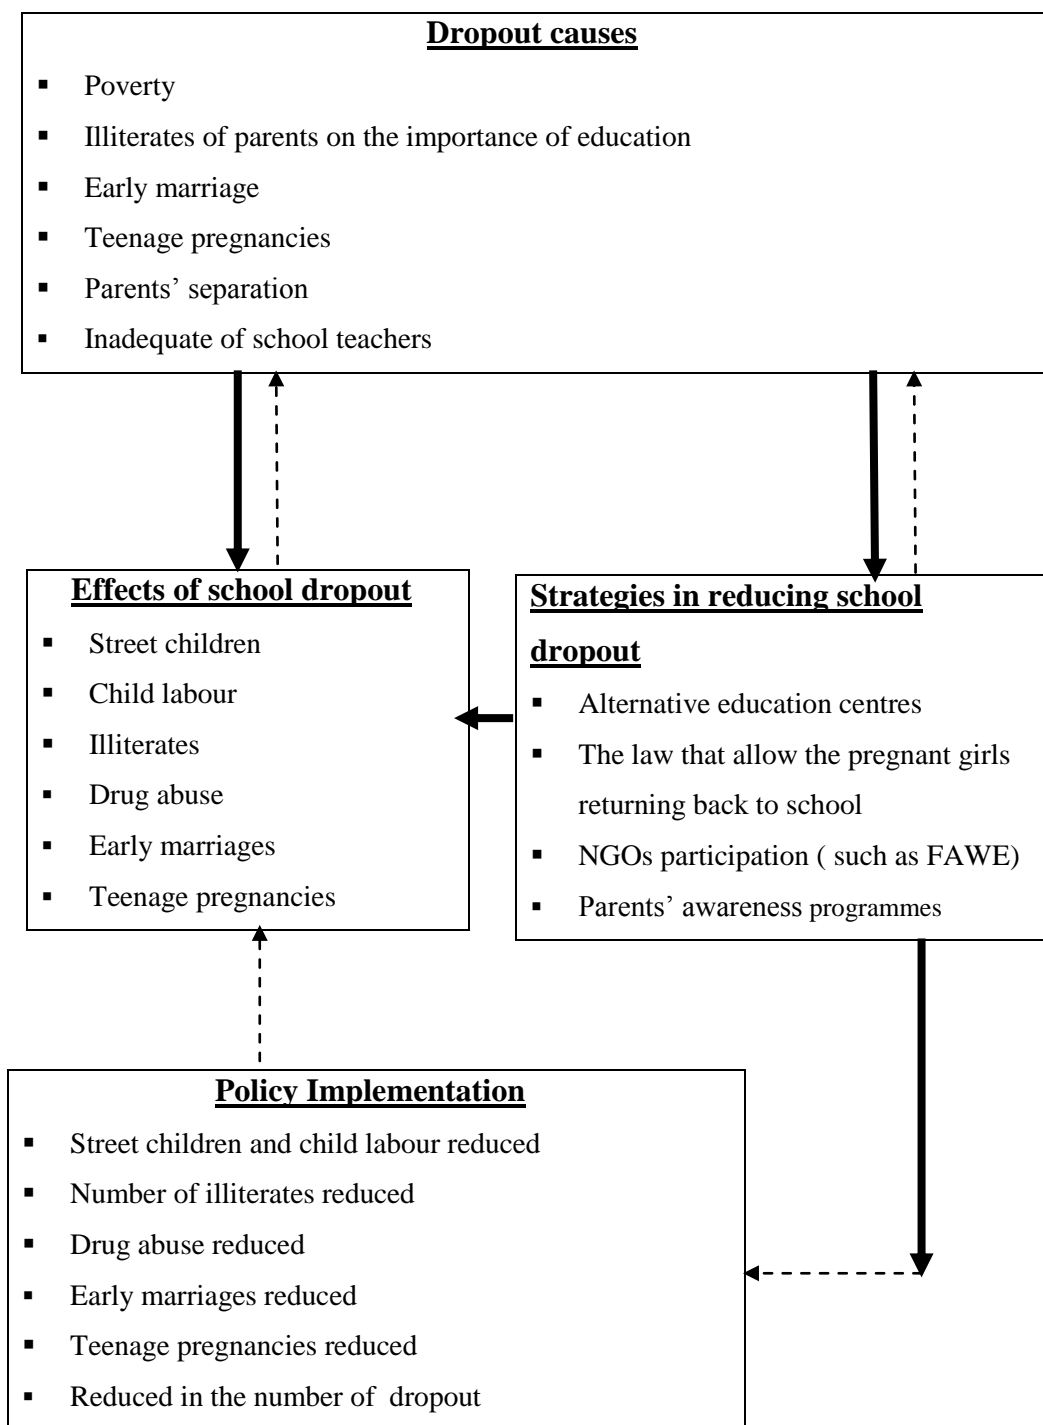 Dropout causes
▪ Poverty
▪ Illiterates of parents on the importance of education
▪ Early marriage
▪ Teenage pregnancies
▪ Parents’ separation
▪ Inadequate of school teachers
Effects of school dropout
▪ Street children
▪ Child labour
▪ Illiterates
▪ Drug abuse
▪ Early marriages
▪ Teenage pregnancies
Strategies in reducing school
dropout
▪ Alternative education centres
▪ The law that allow the pregnant girls
returning back to school
▪ NGOs participation ( such as FAWE)
▪ Parents’ awareness programmes
Policy Implementation
▪ Street children and child labour reduced
▪ Number of illiterates reduced
▪ Drug abuse reduced
▪ Early marriages reduced
▪ Teenage pregnancies reduced
▪ Reduced in the number of dropout